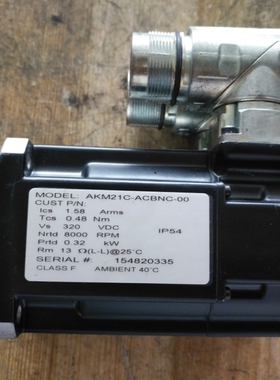 MODEL: AKM21C-ACBNC-00
CUST P/N:
Ics 1.58 Arms
Tcs 0.48 Nm
Vs 320 VDC
Nrtd 8000 RPM IP54
Prtd 0.32 kW
Rm 13 Ω(L-L)@25°C
SERIAL #: 154820335
CLASS F AMBIENT 40°C